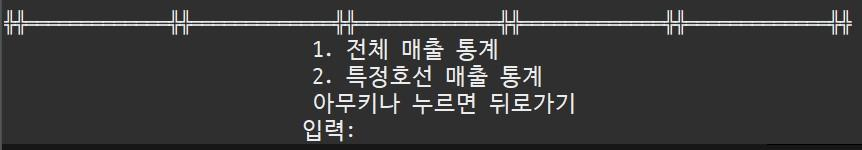 1. 전체 매출 통계
2. 특정호선 매출 통계
아무키나 누르면 뒤로가기
입력: